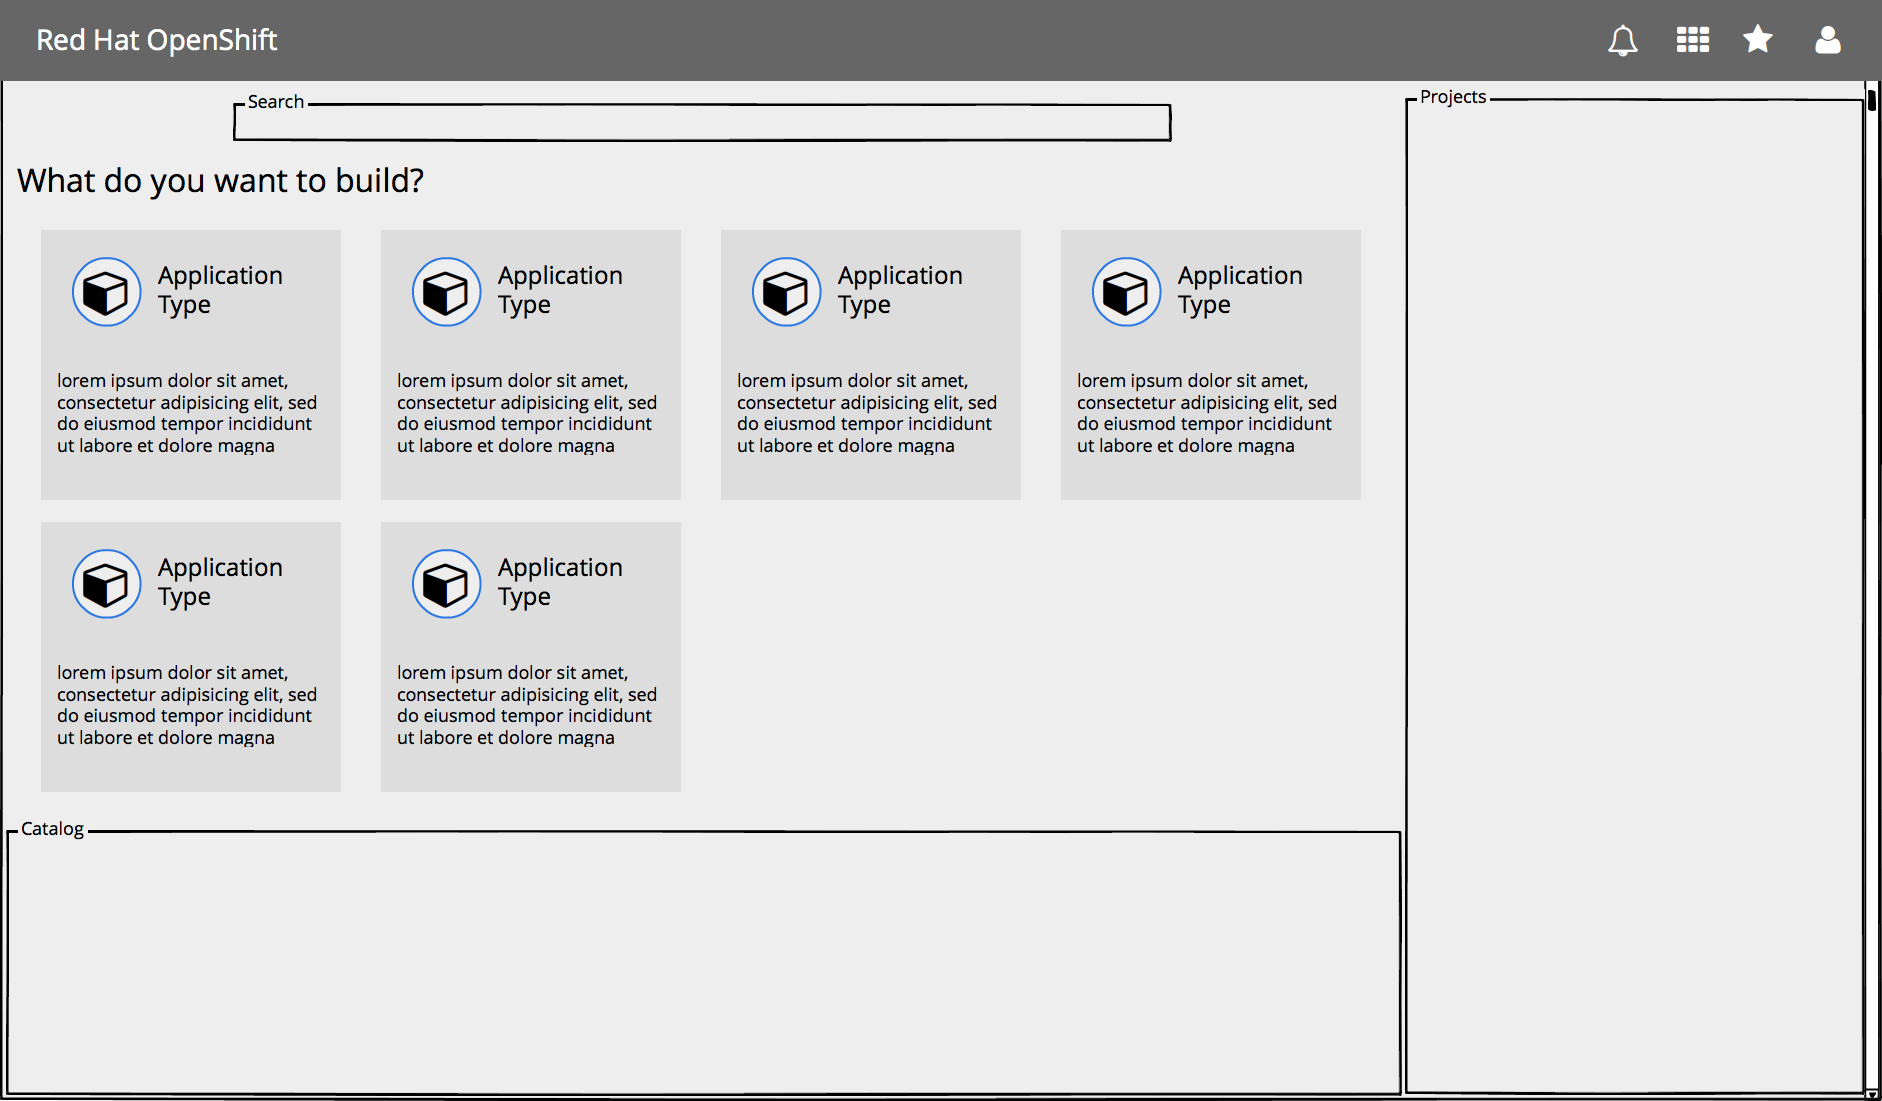 Red Hat OpenShift
Search
Projects
What do you want to build?
Application
Type
lorem ipsum dolor sit amet,
consectetur adipisicing elit, sed
do eiusmod tempor incididunt
ut labore et dolore magna
Application
Type
lorem ipsum dolor sit amet,
consectetur adipisicing elit, sed
do eiusmod tempor incididunt
ut labore et dolore magna
Application
Type
lorem ipsum dolor sit amet,
consectetur adipisicing elit, sed
do eiusmod tempor incididunt
ut labore et dolore magna
Application
Type
lorem ipsum dolor sit amet,
consectetur adipisicing elit, sed
do eiusmod tempor incididunt
ut labore et dolore magna
Application
Type
lorem ipsum dolor sit amet,
consectetur adipisicing elit, sed
do eiusmod tempor incididunt
ut labore et dolore magna
Application
Type
lorem ipsum dolor sit amet,
consectetur adipisicing elit, sed
do eiusmod tempor incididunt
ut labore et dolore magna
Catalog